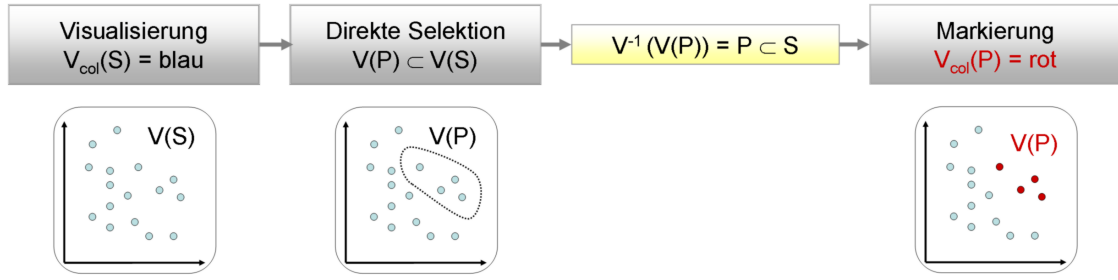 Visualisierung
V_col(S) = blau
Direkte Selektion
V(P) ⊂ V(S)
V⁻¹ (V(P)) = P ⊂ S
Markierung
V_col(P) = rot
V(S)
V(P)
V(P)